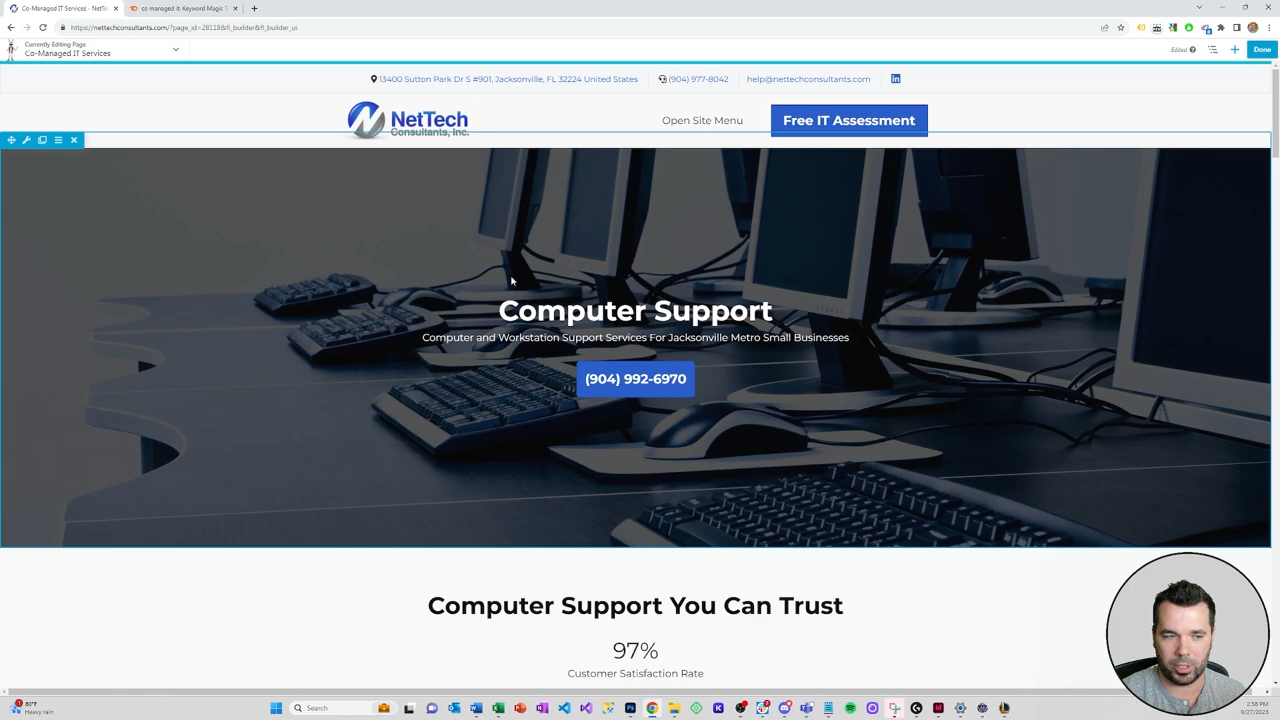 Co-Managed IT Services - NetTe
co managed it: Keyword Magic T
https://nettechconsultants.com/?page_id=28118&fl_builder&fl_builder_ui
Currently Editing Page
Co-Managed IT Services
Edited
Done
13400 Sutton Park Dr S #901, Jacksonville, FL 32224 United States
(904) 977-8042
help@nettechconsultants.com
NetTech
Consultants, Inc.
Open Site Menu
Free IT Assessment
Computer Support
Computer and Workstation Support Services For Jacksonville Metro Small Businesses
(904) 992-6970
Computer Support You Can Trust
97%
Customer Satisfaction Rate
80°F
Heavy rain
Search
2:58 PM
9/27/2023